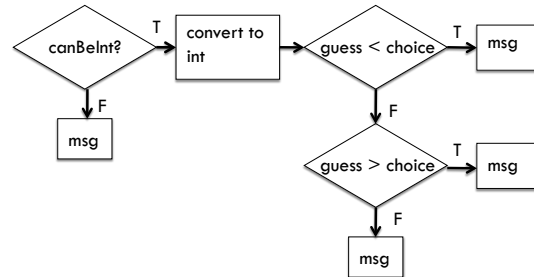 canBeInt?
T
convert to
int
guess < choice
T
msg
F
msg
F
guess > choice
T
msg
F
msg